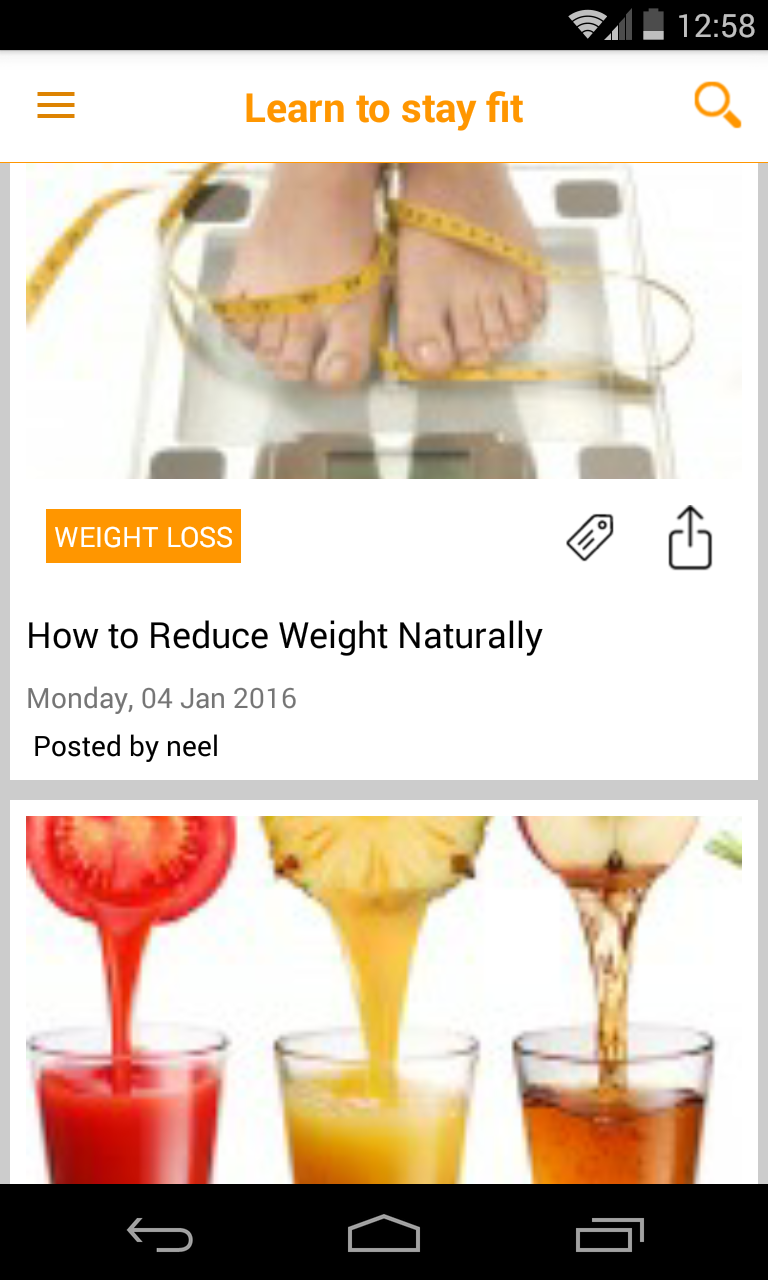 12:58
Learn to stay fit
WEIGHT LOSS
How to Reduce Weight Naturally
Monday, 04 Jan 2016
Posted by neel